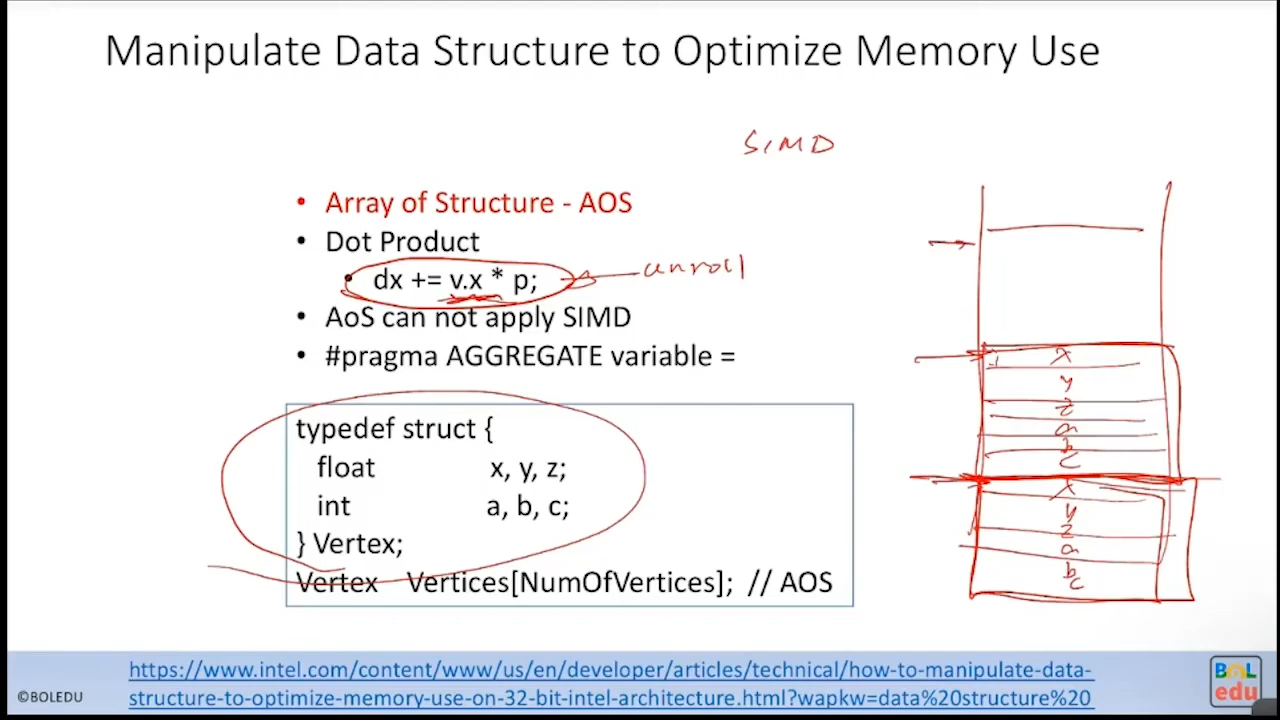 Manipulate Data Structure to Optimize Memory Use
SIMD
• Array of Structure - AOS
• Dot Product
• dx += v.x * p;
unroll
• AoS can not apply SIMD
• #pragma AGGREGATE variable =
typedef struct {
float x, y, z;
int a, b, c;
} Vertex;
Vertex Vertices[NumOfVertices]; // AOS
x
y
z
a
b
c
x
y
z
a
b
c
https://www.intel.com/content/www/us/en/developer/articles/technical/how-to-manipulate-data-
structure-to-optimize-memory-use-on-32-bit-intel-architecture.html?wapkw=data%20structure%20
©BOLEDU
BOL
edu